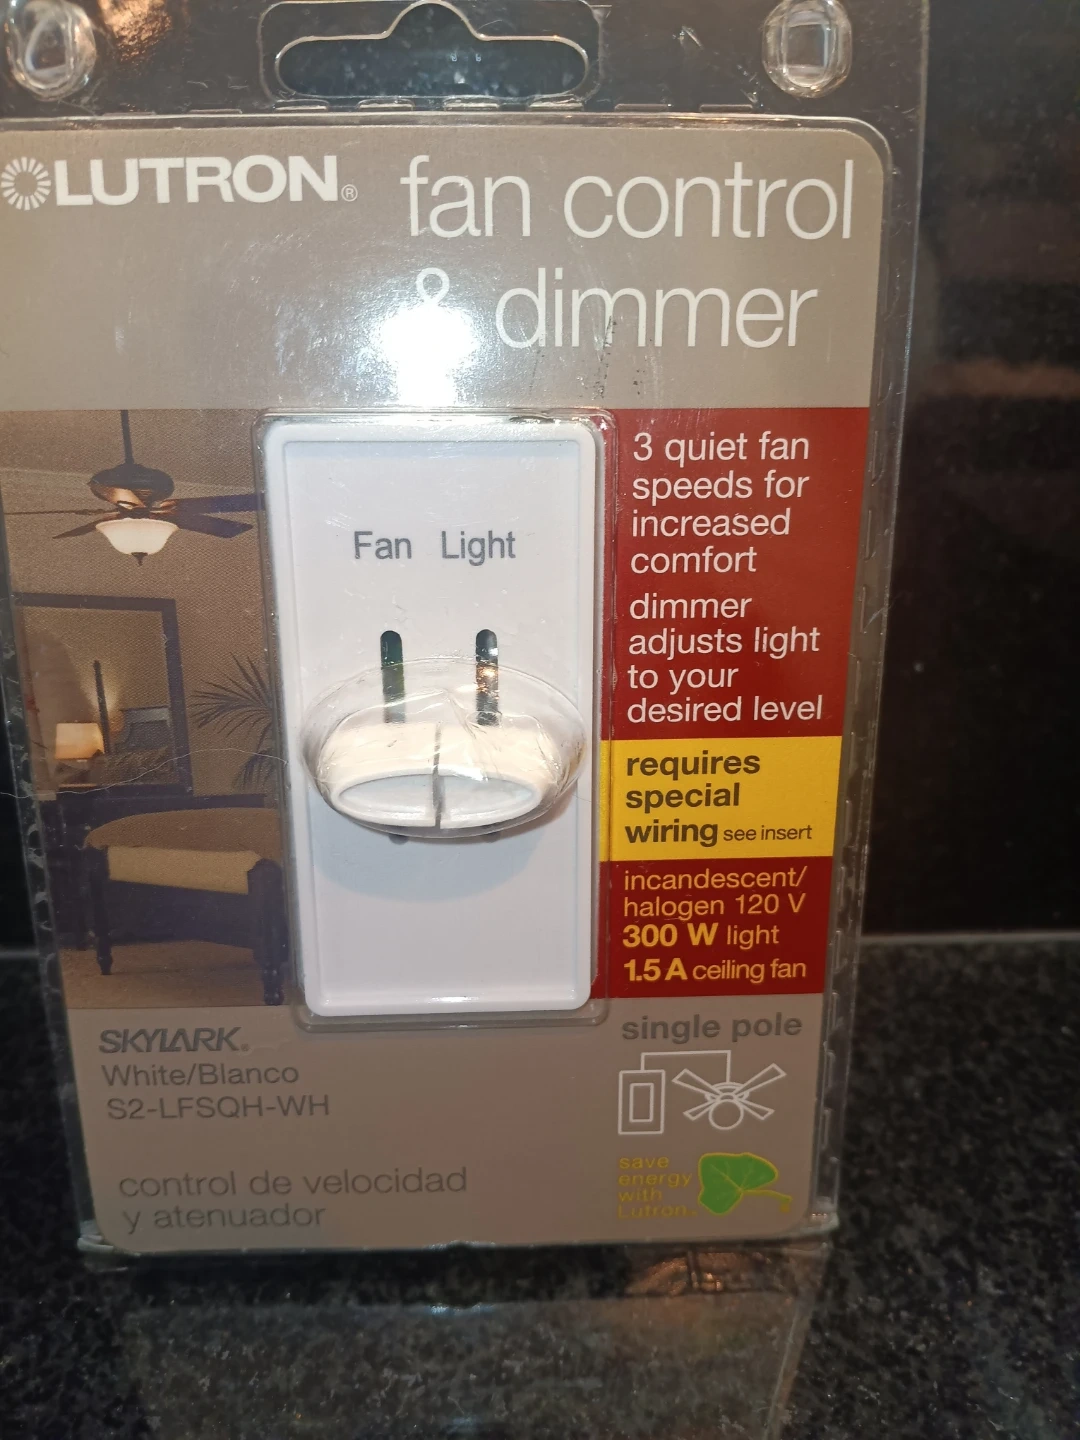 LUTRON®
fan control
& dimmer
3 quiet fan
speeds for
increased
comfort
dimmer
adjusts light
to your
desired level
Fan Light
requires
special
wiring see insert
incandescent/
halogen 120 V
300 W light
1.5 A ceiling fan
single pole
SKYLARK®
White/Blanco
S2-LFSQH-WH
control de velocidad
y atenuador
save
energy
with
Lutron